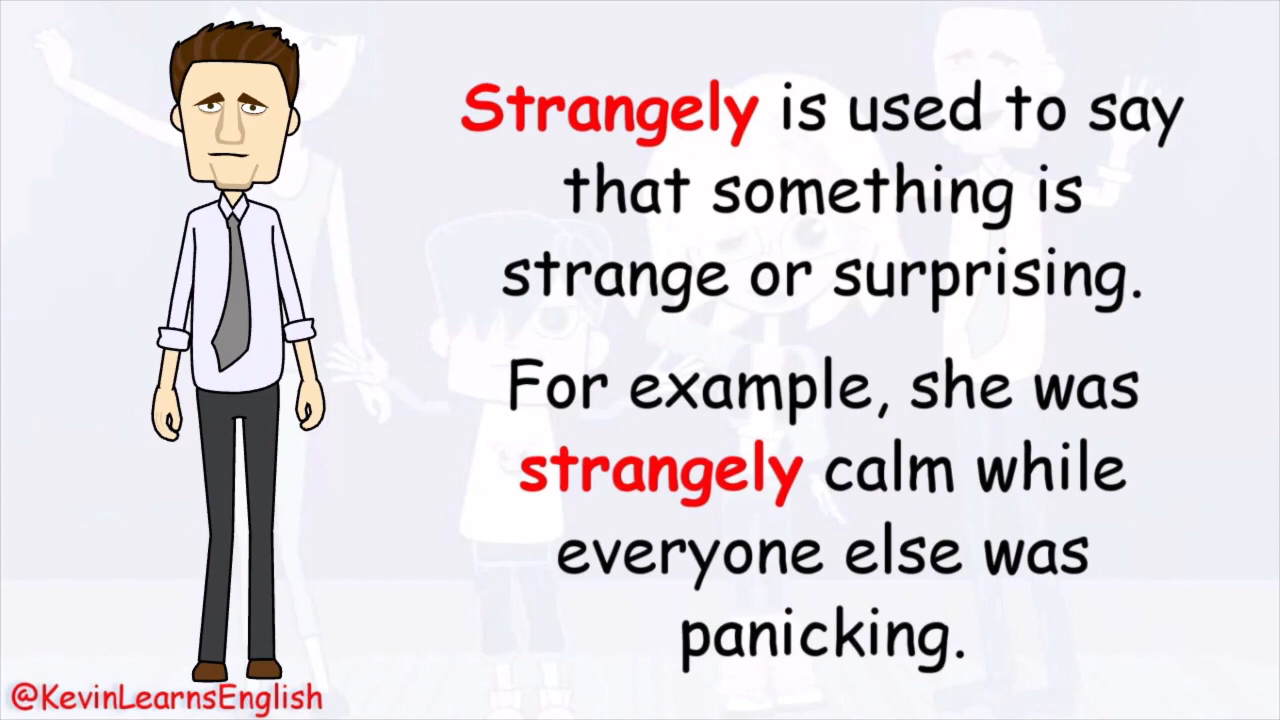 Strangely is used to say
that something is
strange or surprising.
For example, she was
strangely calm while
everyone else was
panicking.
@KevinLearnsEnglish